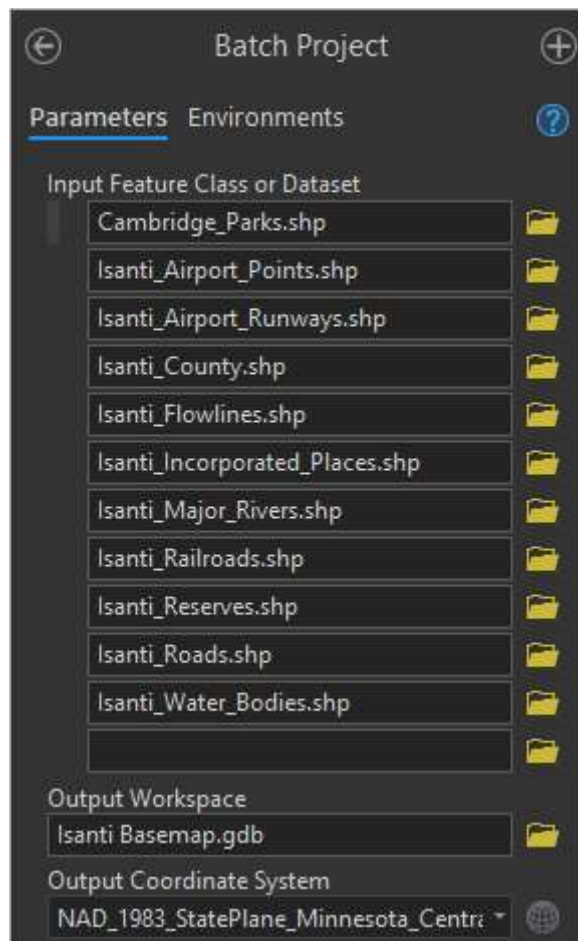 Batch Project
Parameters Environments
?
Input Feature Class or Dataset
Cambridge_Parks.shp
Isanti_Airport_Points.shp
Isanti_Airport_Runways.shp
Isanti_County.shp
Isanti_Flowlines.shp
Isanti_Incorporated_Places.shp
Isanti_Major_Rivers.shp
Isanti_Railroads.shp
Isanti_Reserves.shp
Isanti_Roads.shp
Isanti_Water_Bodies.shp
Output Workspace
Isanti Basemap.gdb
Output Coordinate System
NAD_1983_StatePlane_Minnesota_Centra